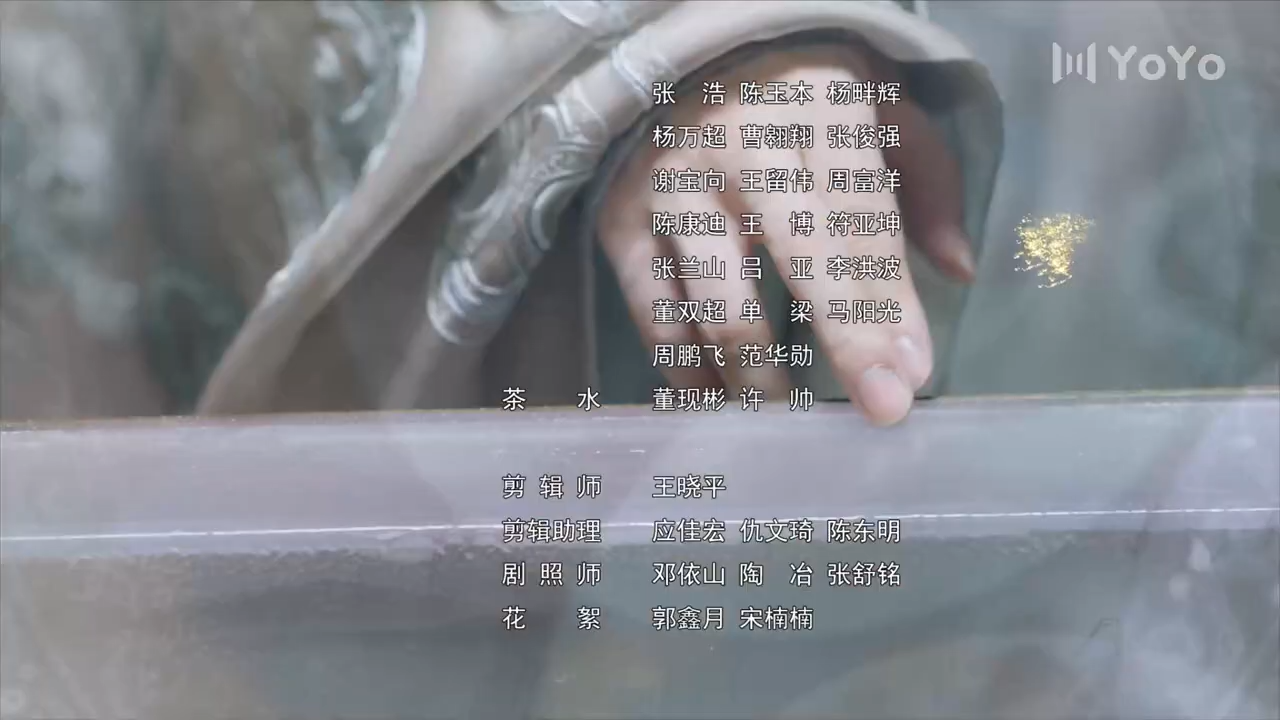 YoYo
张 浩 陈玉本 杨畔辉
杨万超 曹翱翔 张俊强
谢宝向 王留伟 周富洋
陈康迪 王 博 符亚坤
张兰山 吕 亚 李洪波
董双超 单 梁 马阳光
周鹏飞 范华勋
茶 水 董现彬 许 帅
剪 辑 师 王晓平
剪辑助理 应佳宏 仇文琦 陈东明
剧 照 师 邓依山 陶 冶 张舒铭
花 絮 郭鑫月 宋楠楠